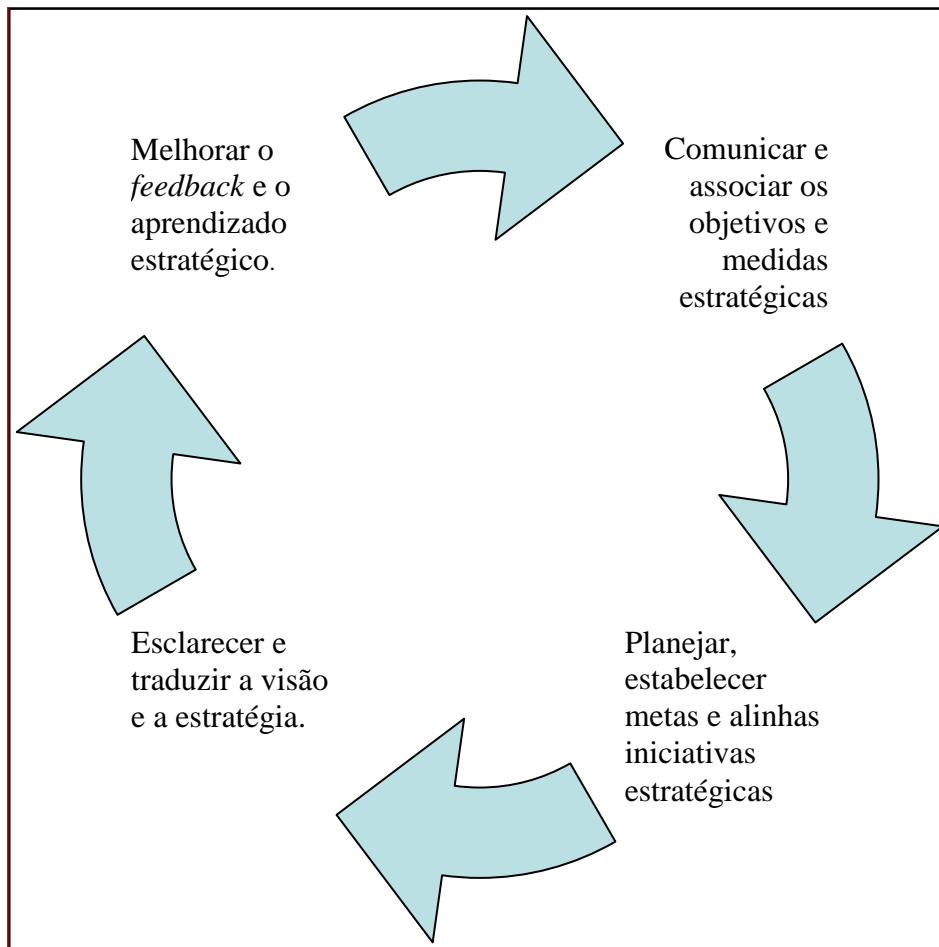 Melhorar o
feedback e o
aprendizado
estratégico.
Comunicar e
associar os
objetivos e
medidas
estratégicas
Esclarecer e
traduzir a visão
e a estratégia.
Planejar,
estabelecer
metas e alinhas
iniciativas
estratégicas